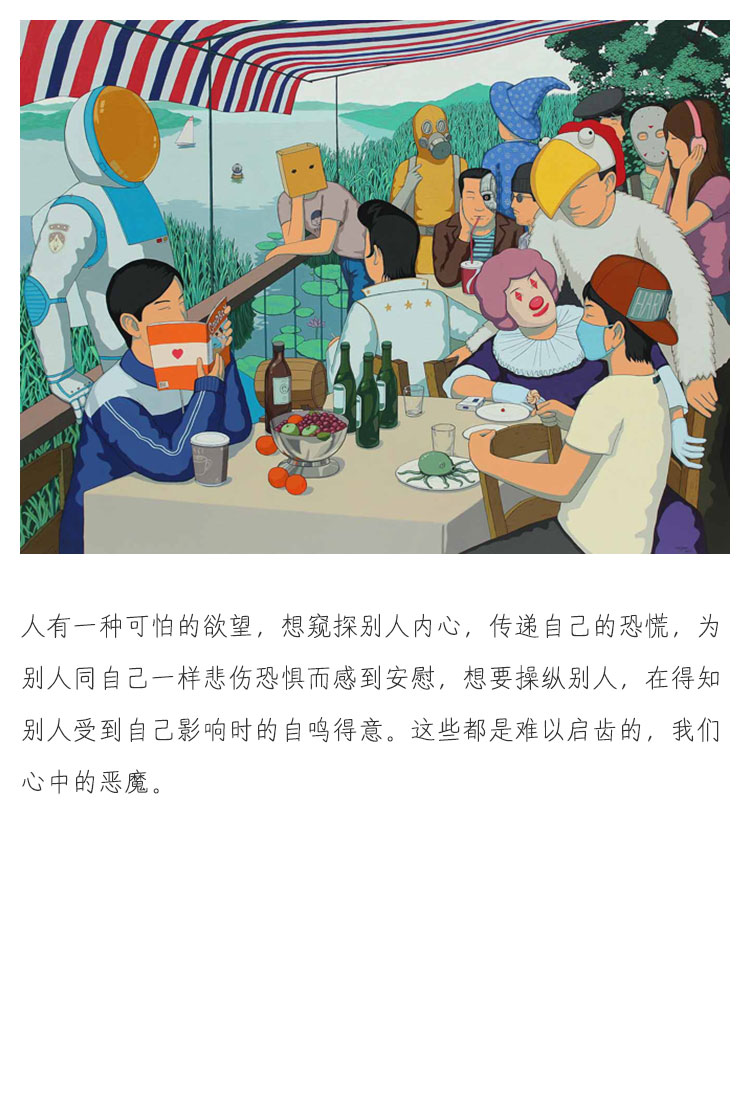 HARD
人有一种可怕的欲望，想窥探别人内心，传递自己的恐慌，为
别人同自己一样悲伤恐惧而感到安慰，想要操纵别人，在得知
别人受到自己影响时的自鸣得意。这些都是难以启齿的，我们
心中的恶魔。